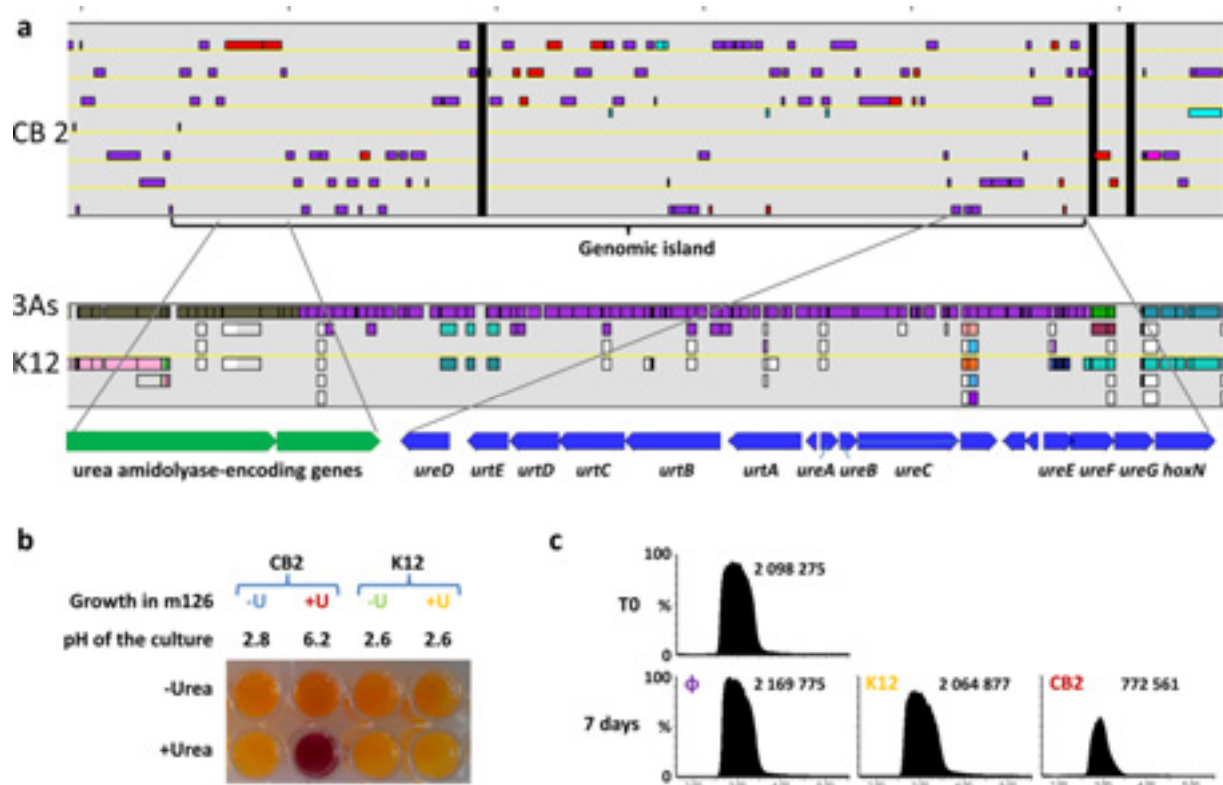 a
CB 2
Genomic island
3As
K12
urea amidolyase-encoding genes
ureD urtE urtD urtC urtB urtA ureA ureB ureC ureE ureF ureG hoxN
b
CB2 K12
Growth in m126 -U +U -U +U
pH of the culture 2.8 6.2 2.6 2.6
-Urea
+Urea
c
100 2 098 275
T0 %
0
100 ϕ 2 169 775 K12 2 064 877 CB2 772 561
7 days % % %
0